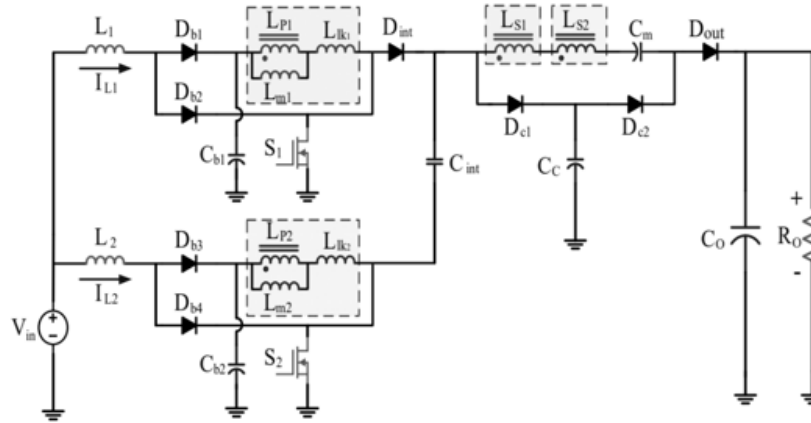 L1 Db1 LP1 Llk1 Dint LS1 LS2 Cm Dout
IL1 Lm1
Db2
Cb1 S1 Cint Dc1 Dc2
CC
L2 Db3 LP2 Llk2 CO RO + -
IL2 Lm2
Db4
Vin + -
Cb2 S2